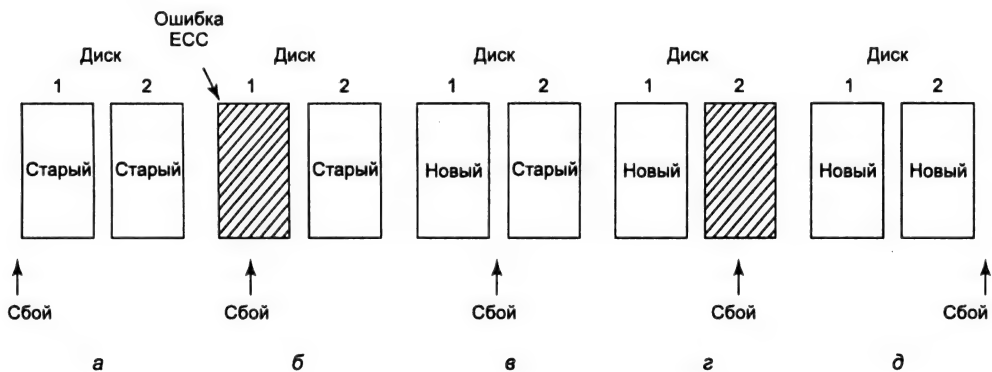 Ошибка
ECC
Диск Диск Диск Диск Диск
1 2 1 2 1 2 1 2 1 2
Старый Старый Старый Новый Старый Новый Новый Новый
Сбой Сбой Сбой Сбой Сбой
а б в г д